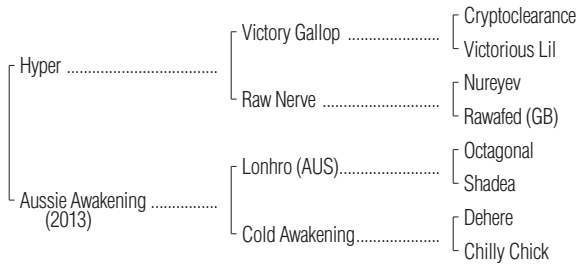 Cryptoclearance
Victory Gallop ....................
Victorious Lil
Hyper .................................
Nureyev
Raw Nerve .........................
Rawafed (GB)
Octagonal
Lonhro (AUS)......................
Shadea
Aussie Awakening ..............
(2013)
Dehere
Cold Awakening..................
Chilly Chick